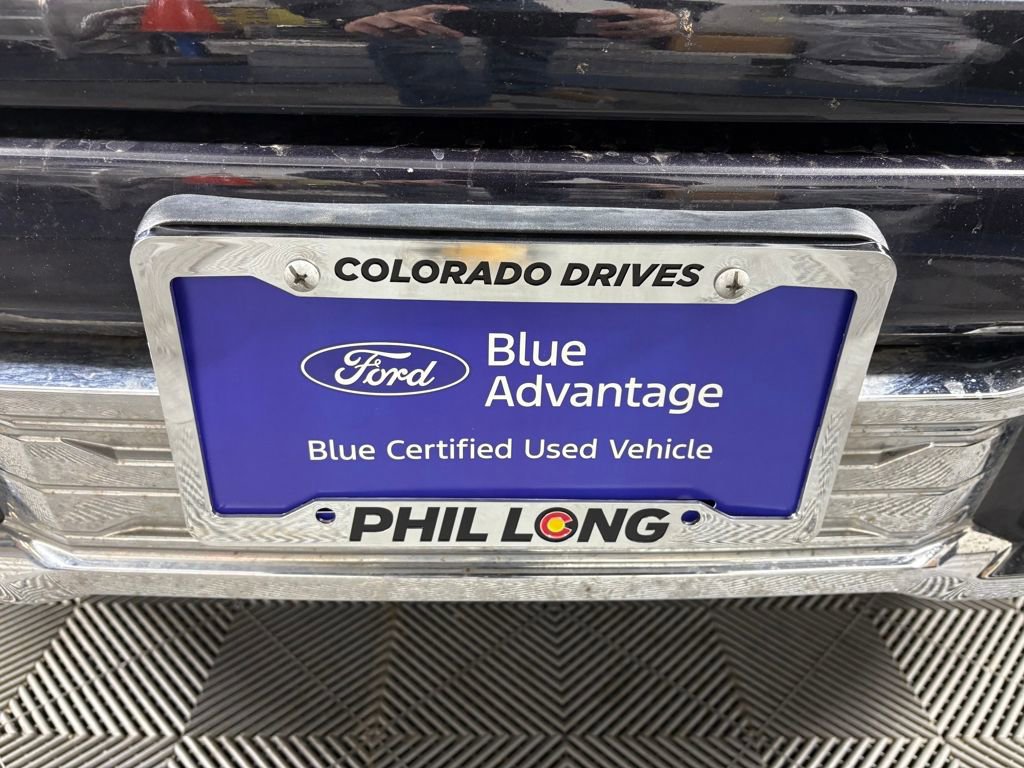 COLORADO DRIVES
Ford
Blue
Advantage
Blue Certified Used Vehicle
PHIL LONG